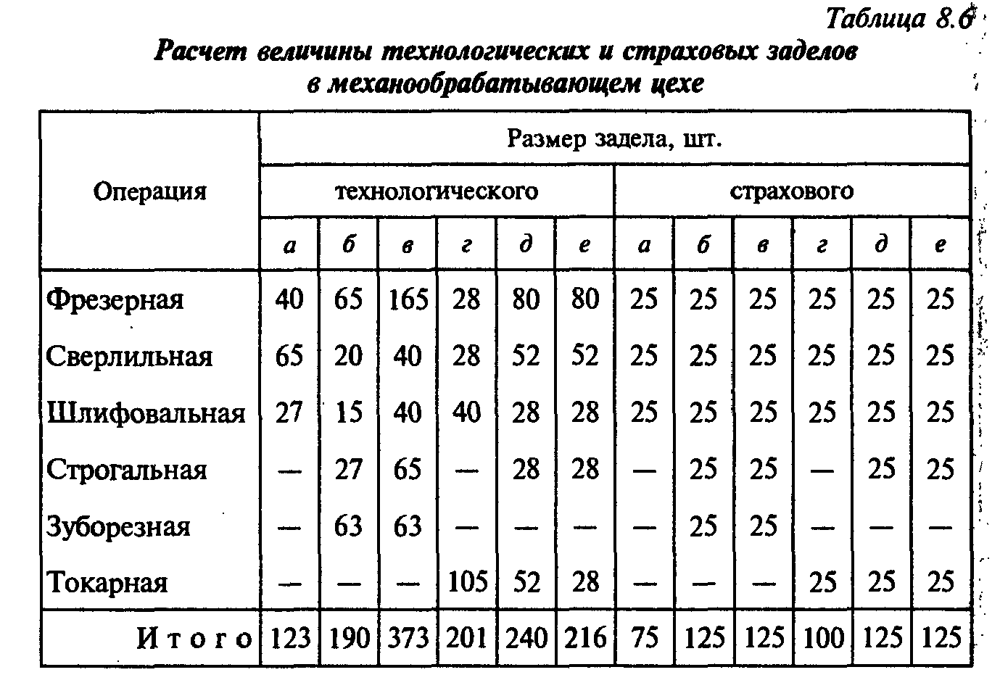 Таблица 8.6
Расчет величины технологических и страховых заделов
в механообрабатывающем цехе
Операция
Размер задела, шт.
технологического страхового
а б в г д е а б в г д е
Фрезерная 40 65 165 28 80 80 25 25 25 25 25 25
Сверлильная 65 20 40 28 52 52 25 25 25 25 25 25
Шлифовальная 27 15 40 40 28 28 25 25 25 25 25 25
Строгальная — 27 65 — 28 28 — 25 25 — 25 25
Зуборезная — 63 63 — — — — 25 25 — — —
Токарная — — — 105 52 28 — — — 25 25 25
Итого 123 190 373 201 240 216 75 125 125 100 125 125